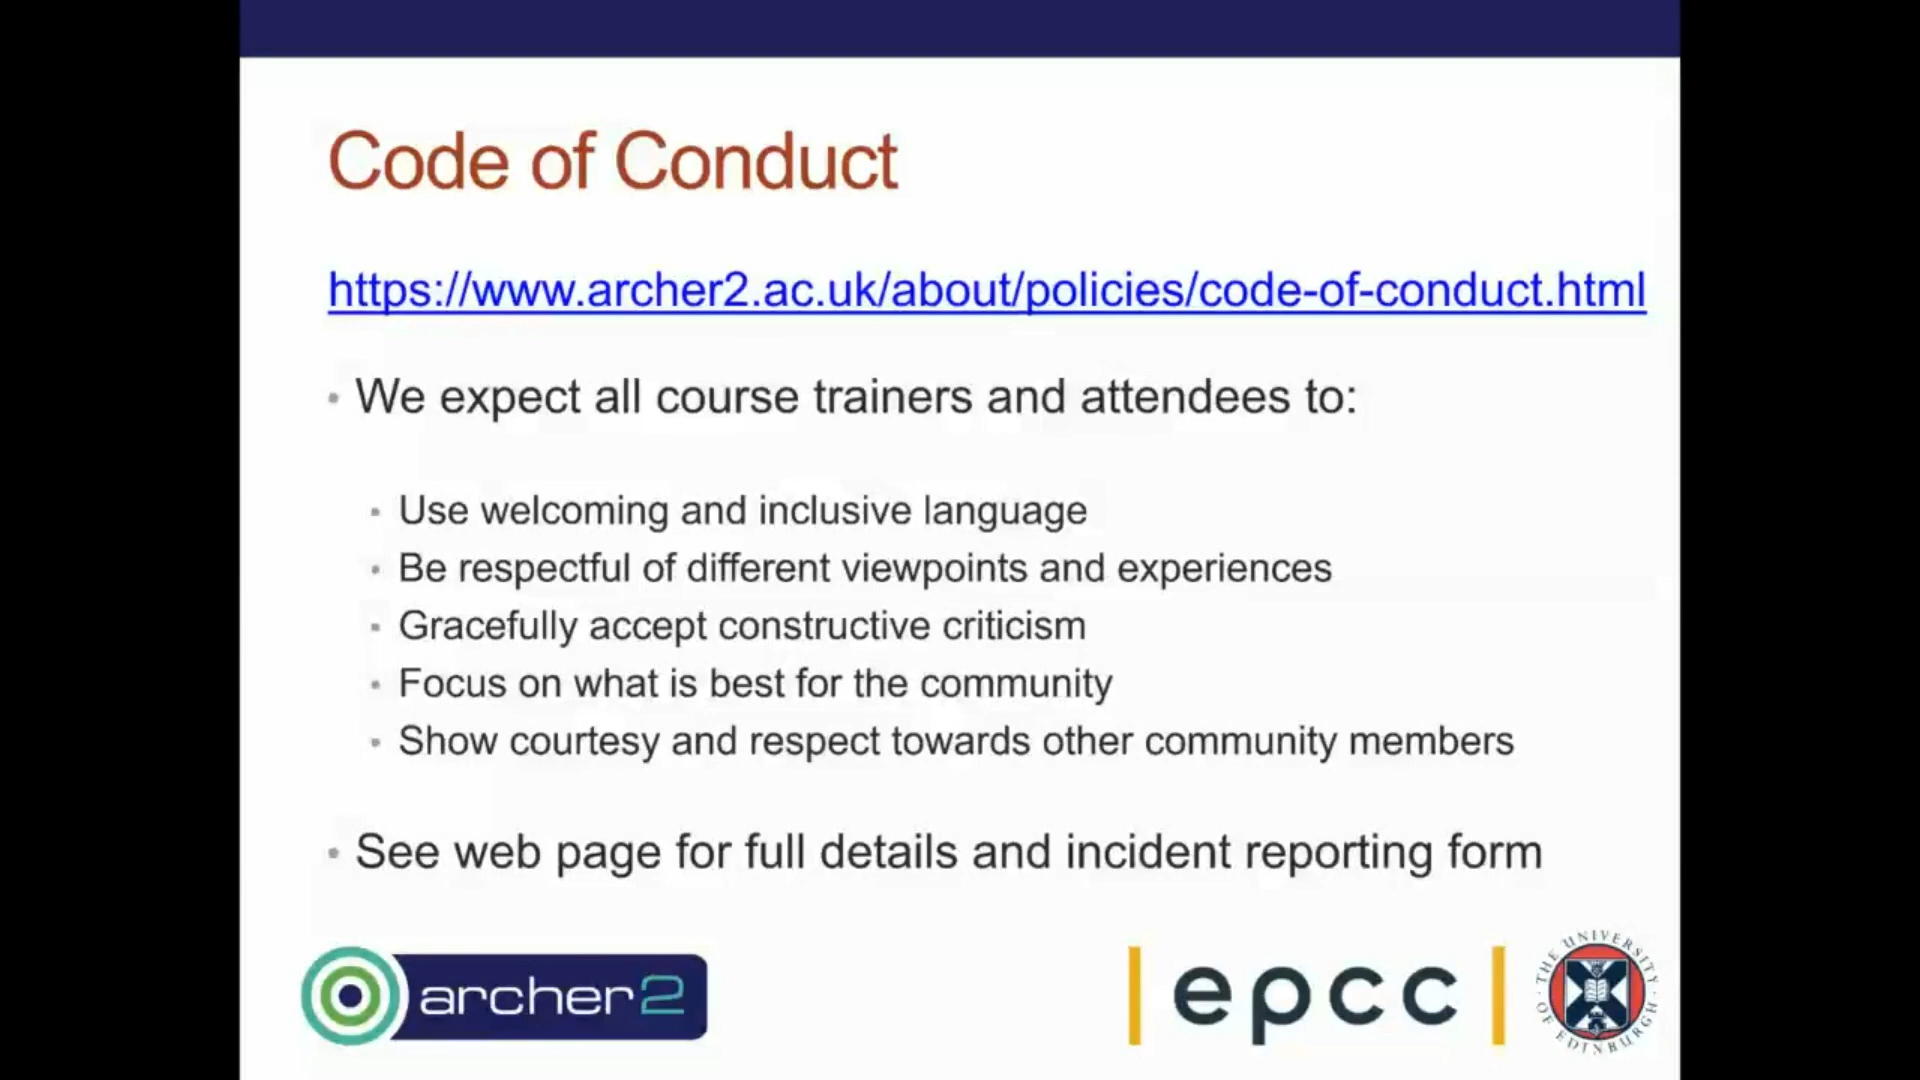 Code of Conduct
https://www.archer2.ac.uk/about/policies/code-of-conduct.html
• We expect all course trainers and attendees to:
• Use welcoming and inclusive language
• Be respectful of different viewpoints and experiences
• Gracefully accept constructive criticism
• Focus on what is best for the community
• Show courtesy and respect towards other community members
• See web page for full details and incident reporting form
archer2
epcc
THE UNIVERSITY OF EDINBURGH